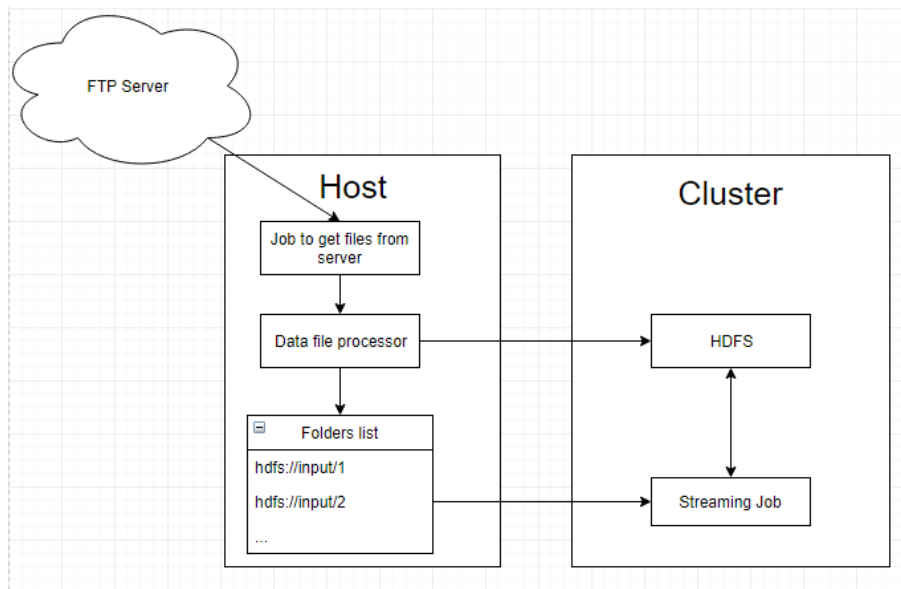 FTP Server
Host
Job to get files from
server
Data file processor
Folders list
hdfs://input/1
hdfs://input/2
...
Cluster
HDFS
Streaming Job